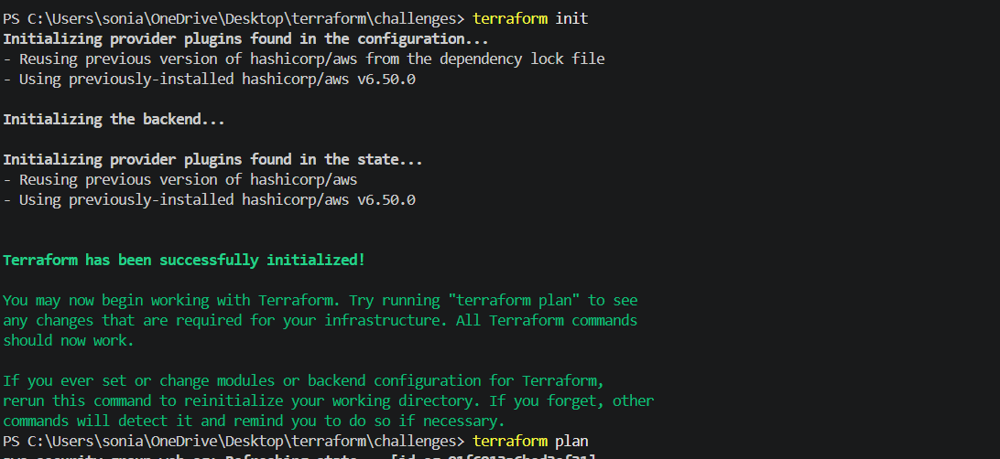 PS C:\Users\sonia\OneDrive\Desktop\terraform\challenges> terraform init
Initializing provider plugins found in the configuration...
- Reusing previous version of hashicorp/aws from the dependency lock file
- Using previously-installed hashicorp/aws v6.50.0
Initializing the backend...
Initializing provider plugins found in the state...
- Reusing previous version of hashicorp/aws
- Using previously-installed hashicorp/aws v6.50.0
Terraform has been successfully initialized!
You may now begin working with Terraform. Try running "terraform plan" to see
any changes that are required for your infrastructure. All Terraform commands
should now work.
If you ever set or change modules or backend configuration for Terraform,
rerun this command to reinitialize your working directory. If you forget, other
commands will detect it and remind you to do so if necessary.
PS C:\Users\sonia\OneDrive\Desktop\terraform\challenges> terraform plan